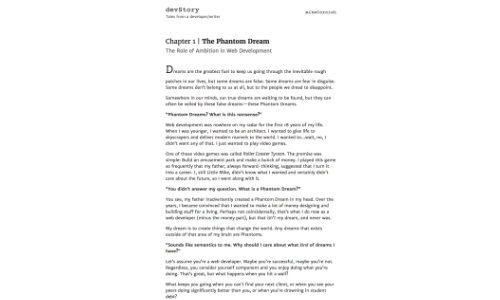 devStory
Tales from a developer/writer
mikemcornish
Chapter 1 | The Phantom Dream
The Role of Ambition in Web Development
Dreams are the greatest fuel to keep us going through the inevitable rough
patches in our lives, but some dreams are false. Some dreams are few in disguise.
Some dreams don't belong to us at all, but to the people we dread to disappoint.
Somewhere in our minds, our true dreams are waiting to be found, but they can
often be veiled by these false dreams—these Phantom Dreams.
"Phantom Dreams? What is this nonsense?"
Web development was nowhere on my radar for the first 18 years of my life.
When I was younger, I wanted to be an architect. I wanted to give life to
skyscrapers and deliver modern marvels to the world. I wanted to...wait, no, I
didn't want any of that. I just wanted to play video games.
One of those video games was called Roller Coaster Tycoon. The premise was
simple: Build an amusement park and make a bunch of money. I played this game
so frequently that my father, always forward-thinking, suggested that I turn it
into a career. I, still Little Mike, didn't know what I wanted and certainly didn't
care about the future, so I went along with it.
"You didn't answer my question. What is a Phantom Dream?"
You see, my father inadvertently created a Phantom Dream in my head. Over the
years, I became convinced that I wanted to make a lot of money designing and
building stuff for a living. Perhaps not coincidentally, that's what I do now as a
web developer (minus the money part), but that isn't my dream, and never was.
My dream is to create things that change the world. Any dreams that exists
outside of that area of my brain are Phantoms.
"Sounds like semantics to me. Why should I care about what kind of dreams I
have?"
Let's assume you're a web developer. Maybe you're successful, maybe you're not.
Regardless, you consider yourself component and you enjoy doing what you're
doing. That's great, but what happens when you hit a wall?
What keeps you going when you can't find your next client, or when you see your
peers doing significantly better than you, or when you're drowning in student
debt?